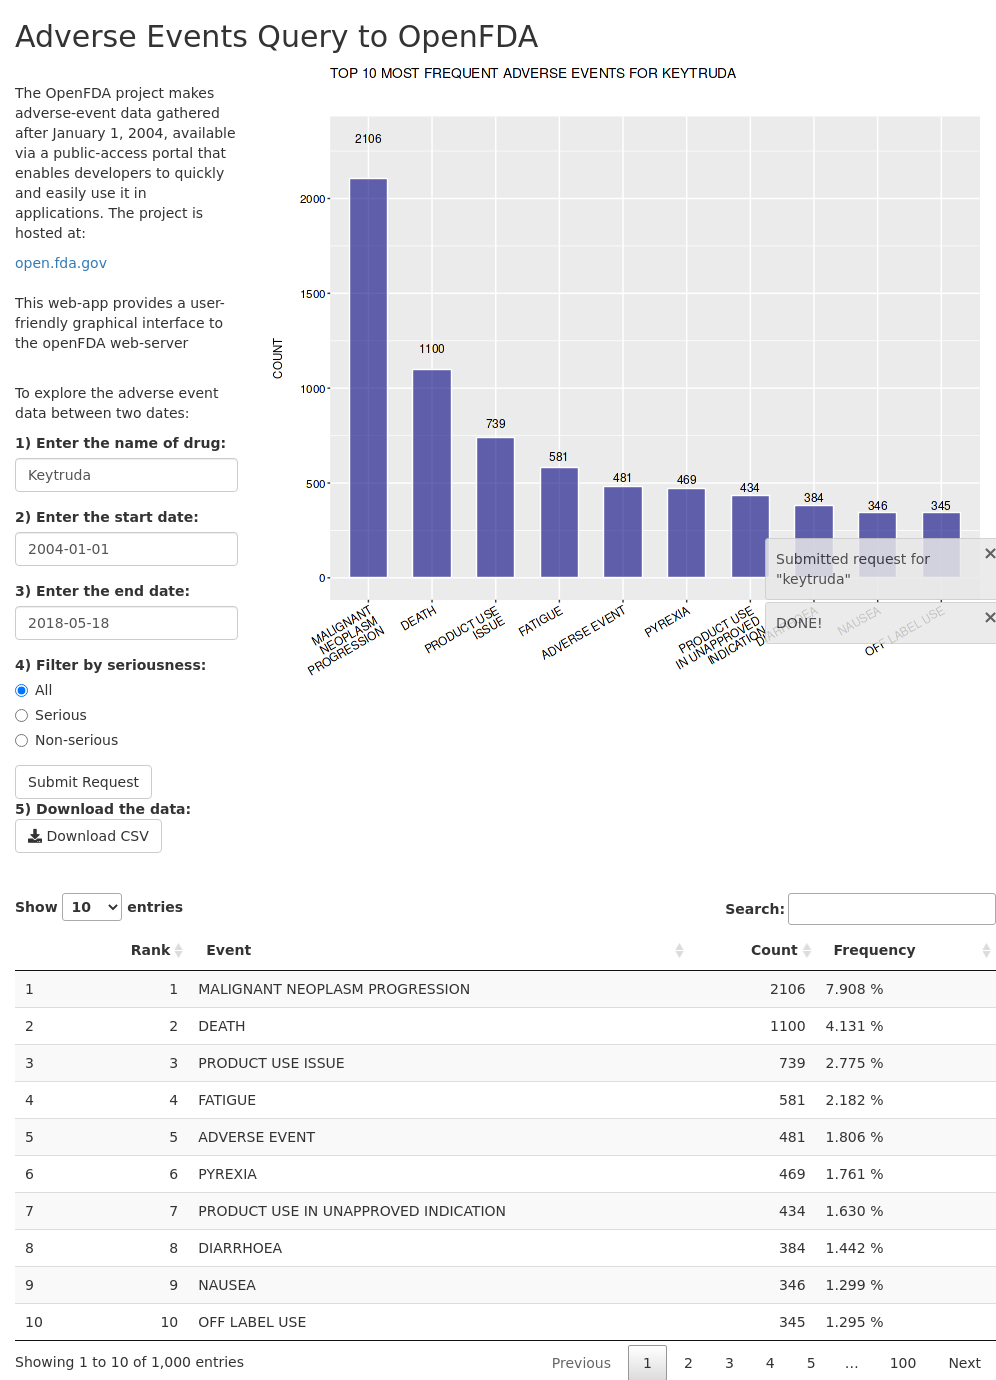 Adverse Events Query to OpenFDA
The OpenFDA project makes
adverse-event data gathered
after January 1, 2004, available
via a public-access portal that
enables developers to quickly
and easily use it in
applications. The project is
hosted at:
open.fda.gov
This web-app provides a user-
friendly graphical interface to
the openFDA web-server
To explore the adverse event
data between two dates:
1) Enter the name of drug:
Keytruda
2) Enter the start date:
2004-01-01
3) Enter the end date:
2018-05-18
4) Filter by seriousness:
All
Serious
Non-serious
Submit Request
5) Download the data:
Download CSV
TOP 10 MOST FREQUENT ADVERSE EVENTS FOR KEYTRUDA
COUNT
2000
1500
1000
500
0
2106
1100
739
581
481
469
434
384
346
345
MALIGNANT
NEOPLASM
PROGRESSION
DEATH
PRODUCT USE
ISSUE
FATIGUE
ADVERSE EVENT
PYREXIA
PRODUCT USE
IN UNAPPROVED
INDICATION
DIARRHOEA
NAUSEA
OFF LABEL USE
Submitted request for
"keytruda"
×
DONE!
×
Show 10 entries
Search:
Rank Event Count Frequency
1 1 MALIGNANT NEOPLASM PROGRESSION 2106 7.908 %
2 2 DEATH 1100 4.131 %
3 3 PRODUCT USE ISSUE 739 2.775 %
4 4 FATIGUE 581 2.182 %
5 5 ADVERSE EVENT 481 1.806 %
6 6 PYREXIA 469 1.761 %
7 7 PRODUCT USE IN UNAPPROVED INDICATION 434 1.630 %
8 8 DIARRHOEA 384 1.442 %
9 9 NAUSEA 346 1.299 %
10 10 OFF LABEL USE 345 1.295 %
Showing 1 to 10 of 1,000 entries
Previous 1 2 3 4 5 … 100 Next